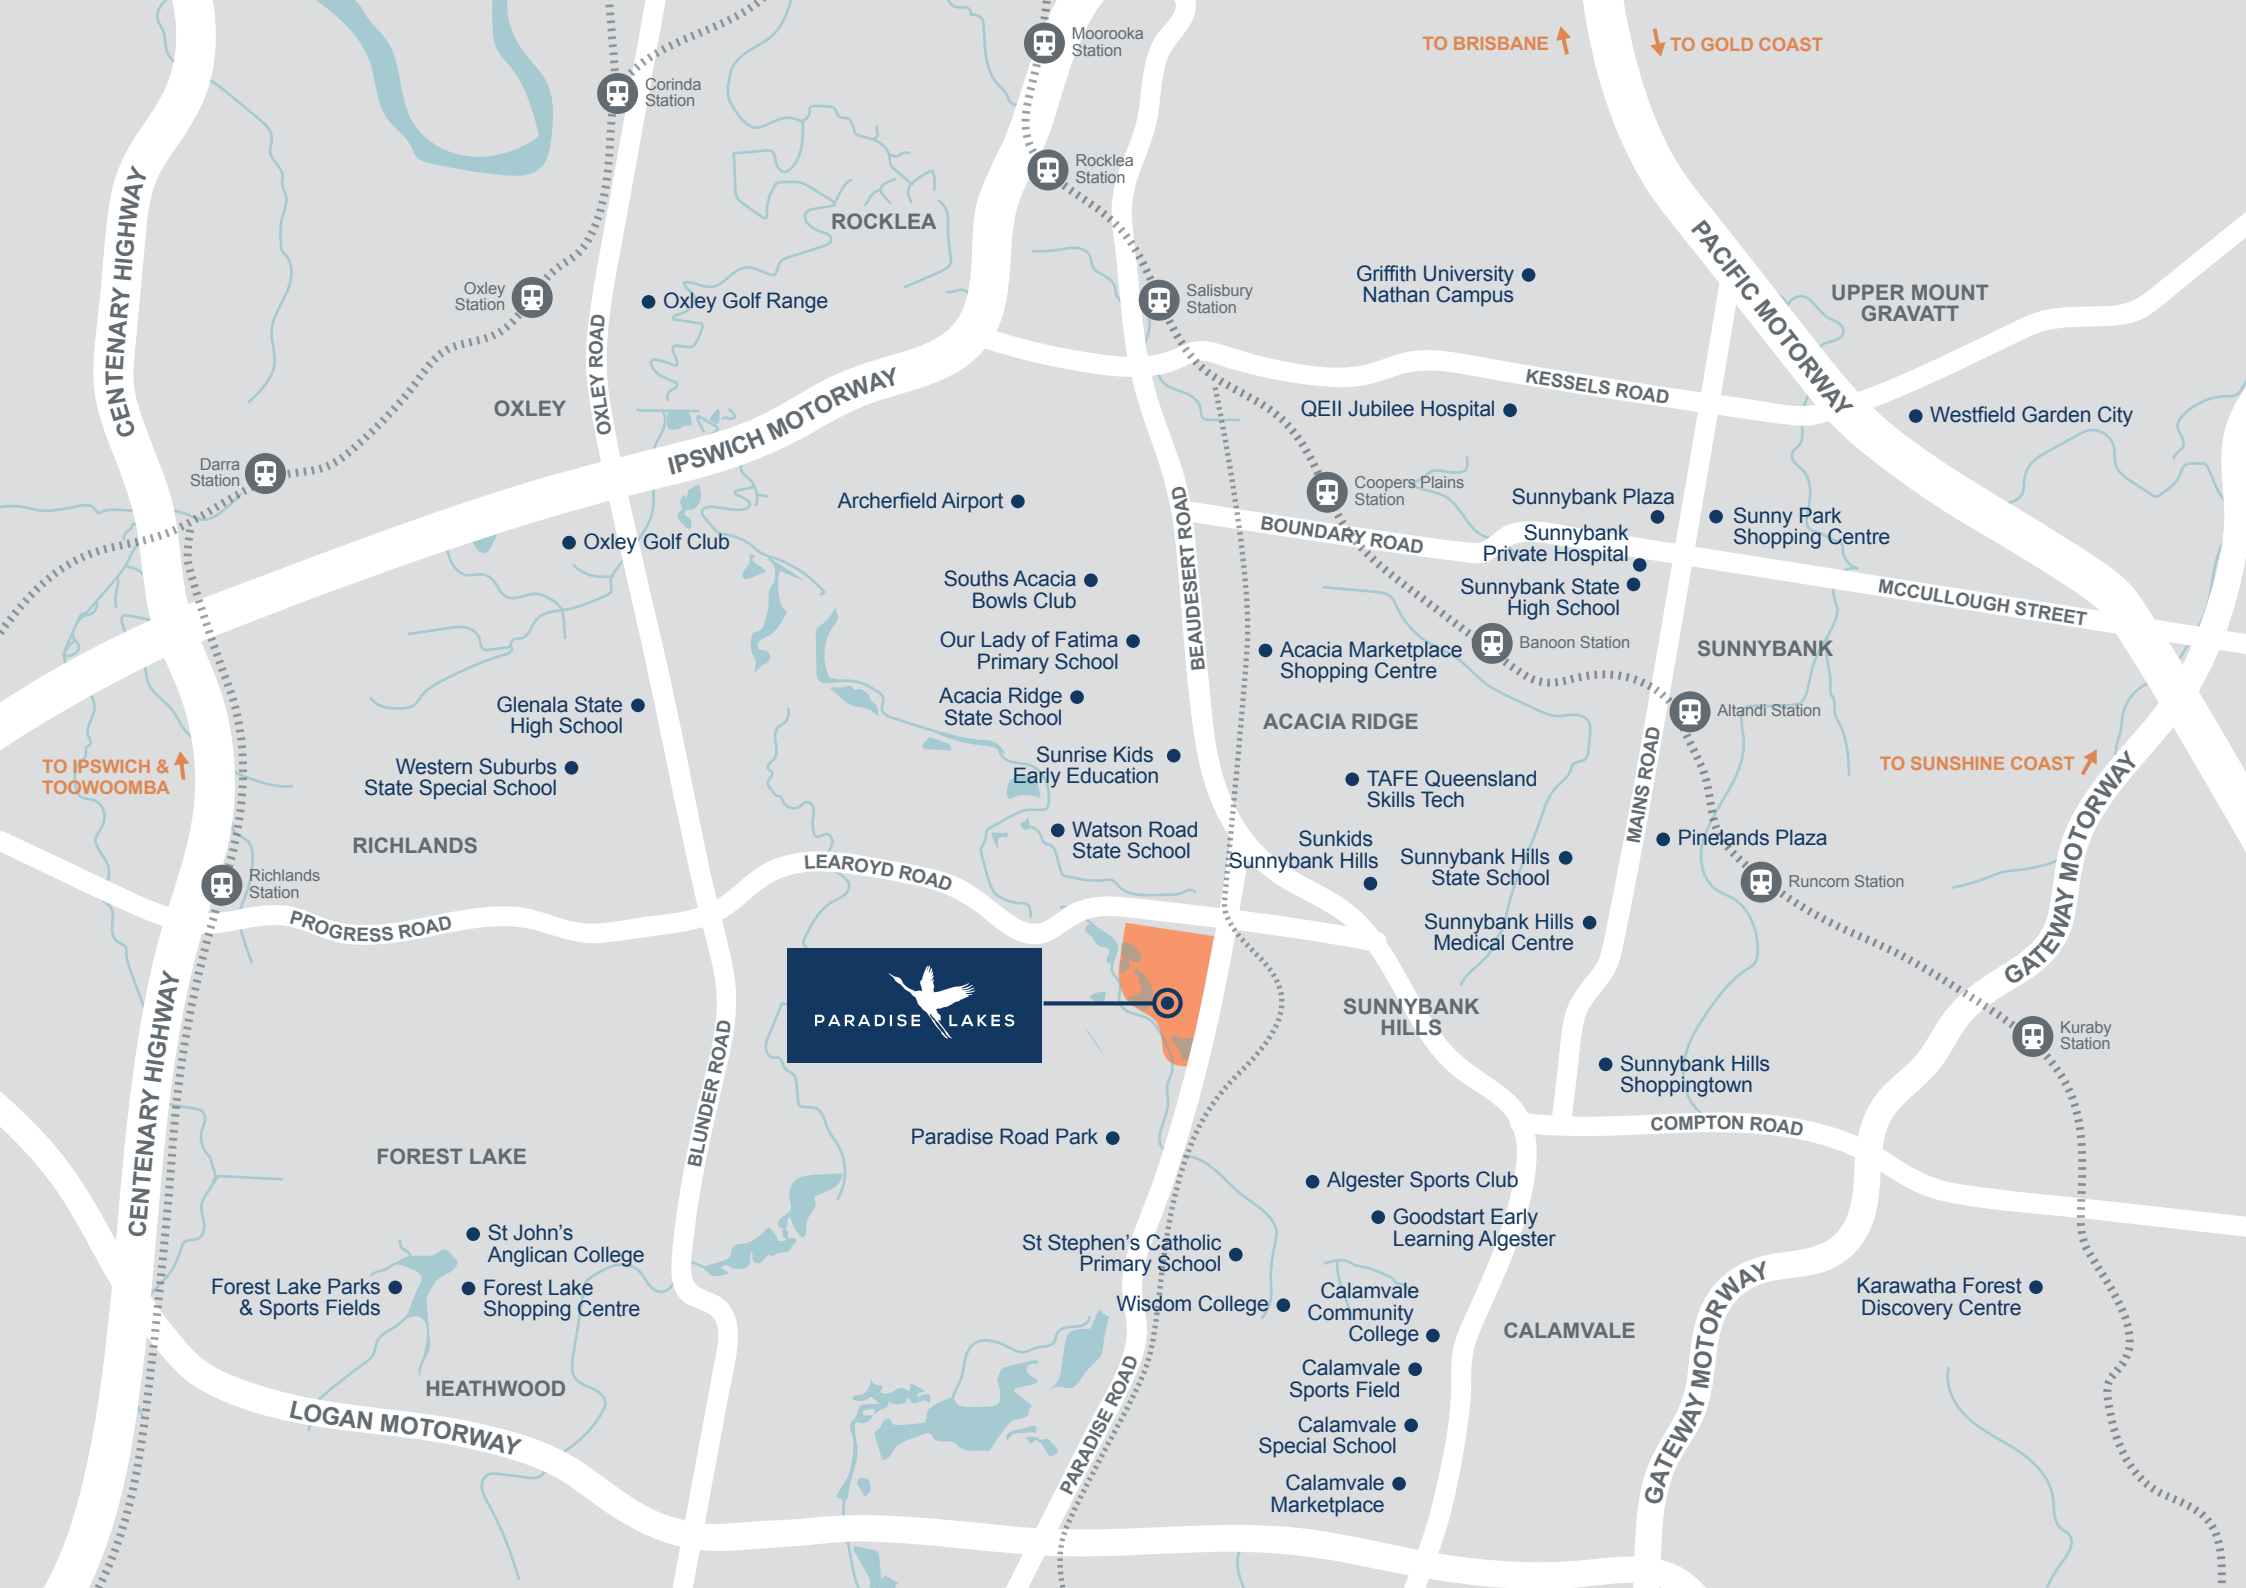 Moorooka
Station
TO BRISBANE
TO GOLD COAST
Corinda
Station
Rocklea
Station
CENTENARY HIGHWAY
ROCKLEA
PACIFIC MOTORWAY
Griffith University
Nathan Campus
UPPER MOUNT
GRAVATT
Oxley
Station
Oxley Golf Range
Salisbury
Station
OXLEY ROAD
IPSWICH MOTORWAY
KESSELS ROAD
OXLEY
QEII Jubilee Hospital
Westfield Garden City
Darra
Station
Archerfield Airport
Coopers Plains
Station
Sunnybank Plaza
Sunny Park
Shopping Centre
BOUNDARY ROAD
Sunnybank
Private Hospital
Oxley Golf Club
BEAUDESERT ROAD
Souths Acacia
Bowls Club
Sunnybank State
High School
MCCULLOUGH STREET
Our Lady of Fatima
Primary School
Acacia Marketplace
Shopping Centre
Banoon Station
SUNNYBANK
Glenala State
High School
Acacia Ridge
State School
ACACIA RIDGE
Altandi Station
TO IPSWICH &
TOOWOOMBA
Western Suburbs
State Special School
Sunrise Kids
Early Education
TAFE Queensland
Skills Tech
MAINS ROAD
TO SUNSHINE COAST
GATEWAY MOTORWAY
RICHLANDS
Watson Road
State School
Sunkids
Sunnybank Hills
Sunnybank Hills
State School
Pinelands Plaza
LEAROYD ROAD
Richlands
Station
Runcorn Station
PROGRESS ROAD
Sunnybank Hills
Medical Centre
PARADISE LAKES
SUNNYBANK
HILLS
Kuraby
Station
CENTENARY HIGHWAY
BLUNDER ROAD
Sunnybank Hills
Shoppingtown
Paradise Road Park
COMPTON ROAD
FOREST LAKE
Algester Sports Club
St John's
Anglican College
Goodstart Early
Learning Algester
St Stephen's Catholic
Primary School
Forest Lake Parks
& Sports Fields
Forest Lake
Shopping Centre
Wisdom College
Calamvale
Community
College
Karawatha Forest
Discovery Centre
CALAMVALE
GATEWAY MOTORWAY
HEATHWOOD
PARADISE ROAD
Calamvale
Sports Field
LOGAN MOTORWAY
Calamvale
Special School
Calamvale
Marketplace